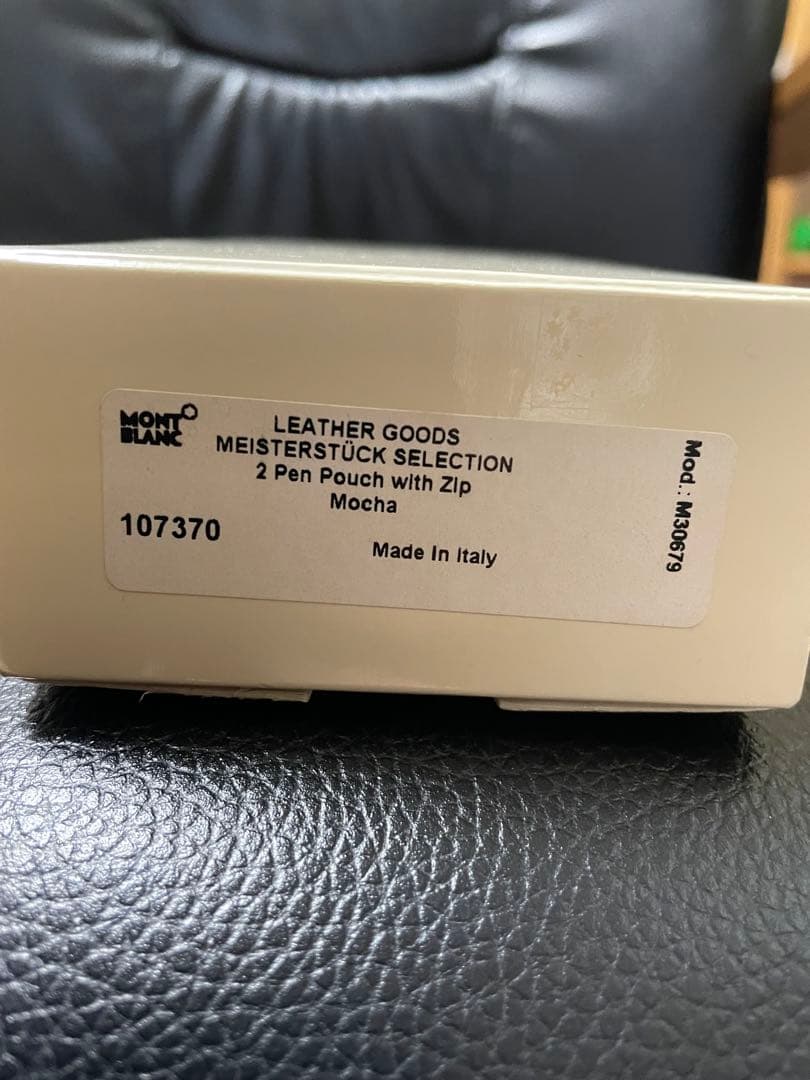 MONT
BLANC
LEATHER GOODS
MEISTERSTÜCK SELECTION
2 Pen Pouch with Zip
Mocha
107370
Made In Italy
Mod.: M30679